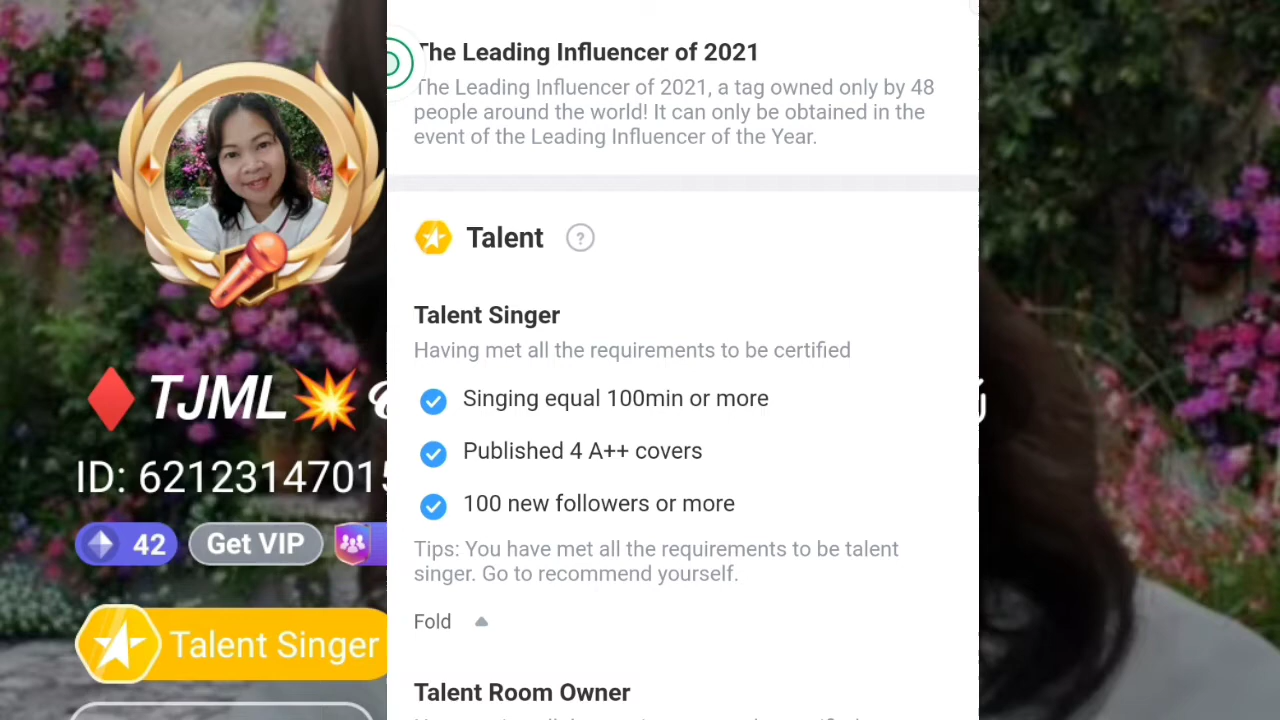 TJML
ID: 6212314701
42
Get VIP
Talent Singer
The Leading Influencer of 2021
The Leading Influencer of 2021, a tag owned only by 48
people around the world! It can only be obtained in the
event of the Leading Influencer of the Year.
Talent ?
Talent Singer
Having met all the requirements to be certified
Singing equal 100min or more
Published 4 A++ covers
100 new followers or more
Tips: You have met all the requirements to be talent
singer. Go to recommend yourself.
Fold
Talent Room Owner